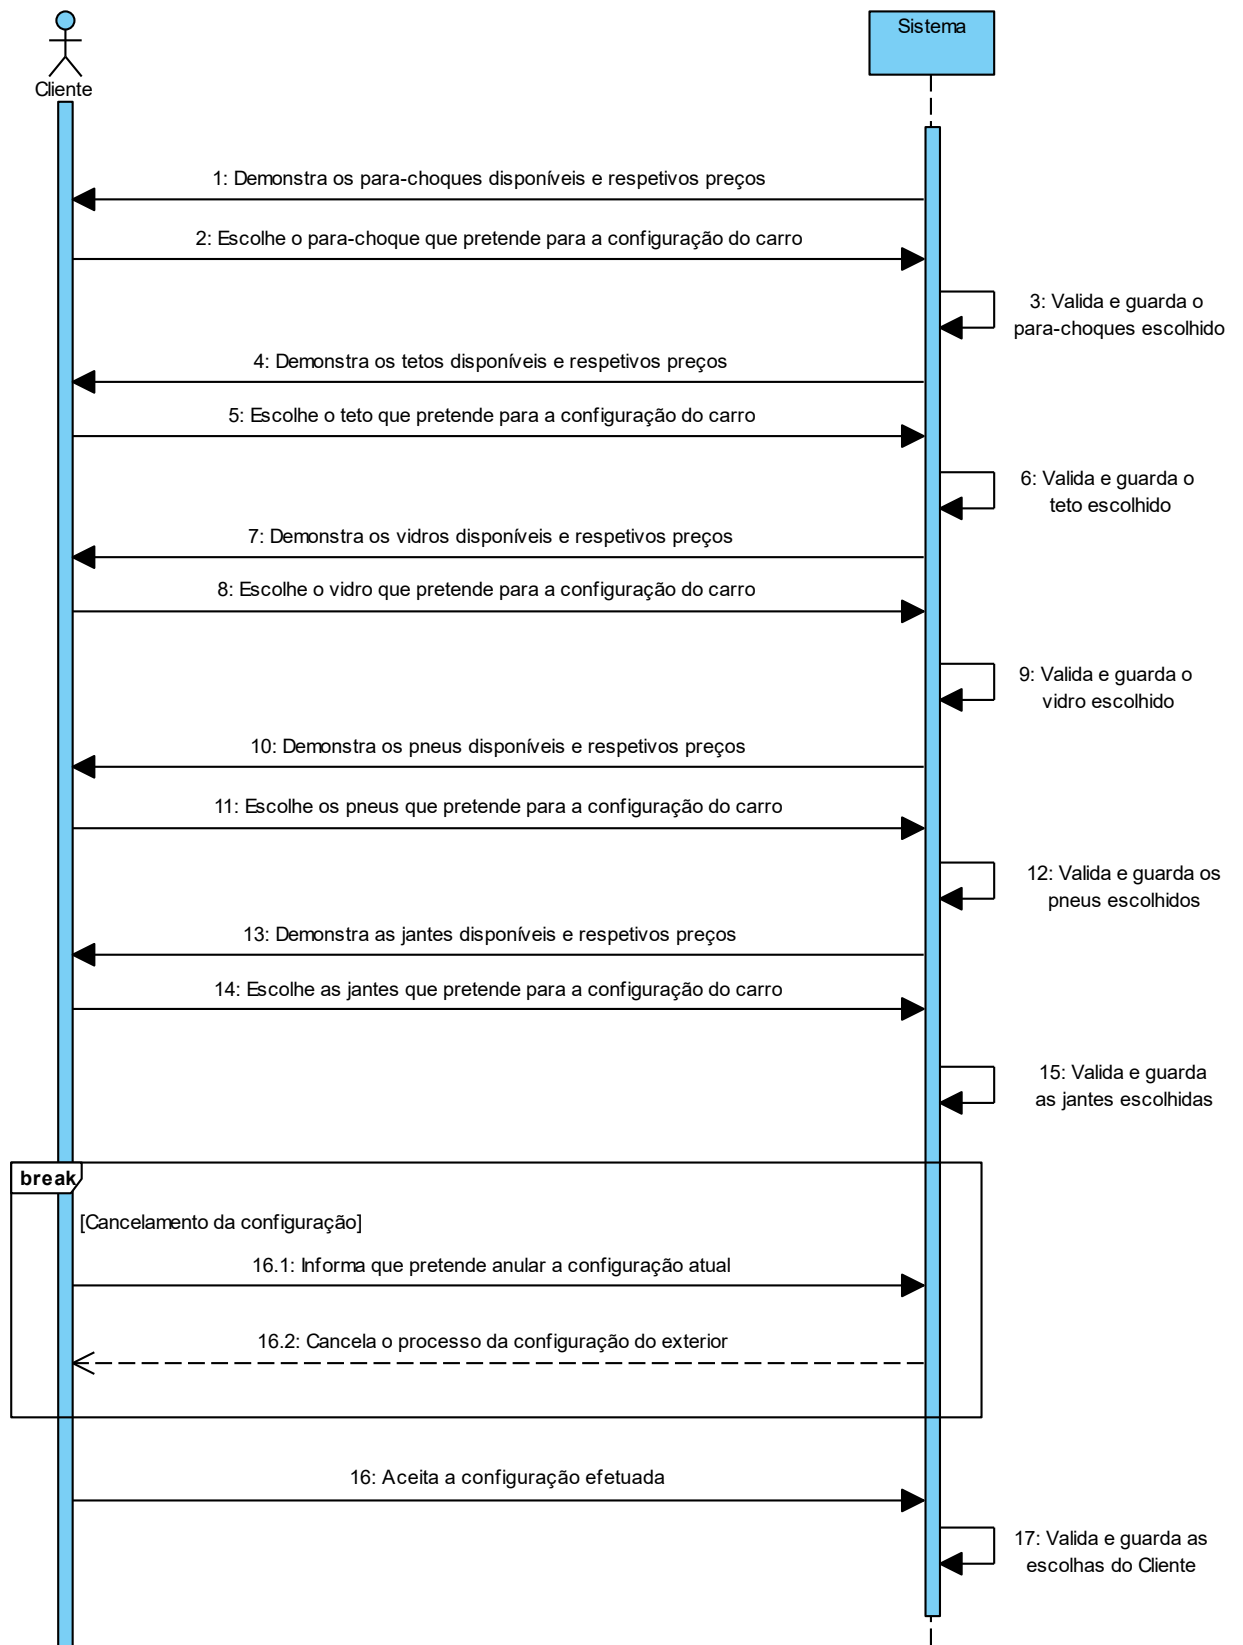 Sistema
Cliente
1: Demonstra os para-choques disponíveis e respetivos preços
2: Escolhe o para-choque que pretende para a configuração do carro
3: Valida e guarda o
para-choques escolhido
4: Demonstra os tetos disponíveis e respetivos preços
5: Escolhe o teto que pretende para a configuração do carro
6: Valida e guarda o
teto escolhido
7: Demonstra os vidros disponíveis e respetivos preços
8: Escolhe o vidro que pretende para a configuração do carro
9: Valida e guarda o
vidro escolhido
10: Demonstra os pneus disponíveis e respetivos preços
11: Escolhe os pneus que pretende para a configuração do carro
12: Valida e guarda os
pneus escolhidos
13: Demonstra as jantes disponíveis e respetivos preços
14: Escolhe as jantes que pretende para a configuração do carro
15: Valida e guarda
as jantes escolhidas
break
[Cancelamento da configuração]
16.1: Informa que pretende anular a configuração atual
16.2: Cancela o processo da configuração do exterior
16: Aceita a configuração efetuada
17: Valida e guarda as
escolhas do Cliente